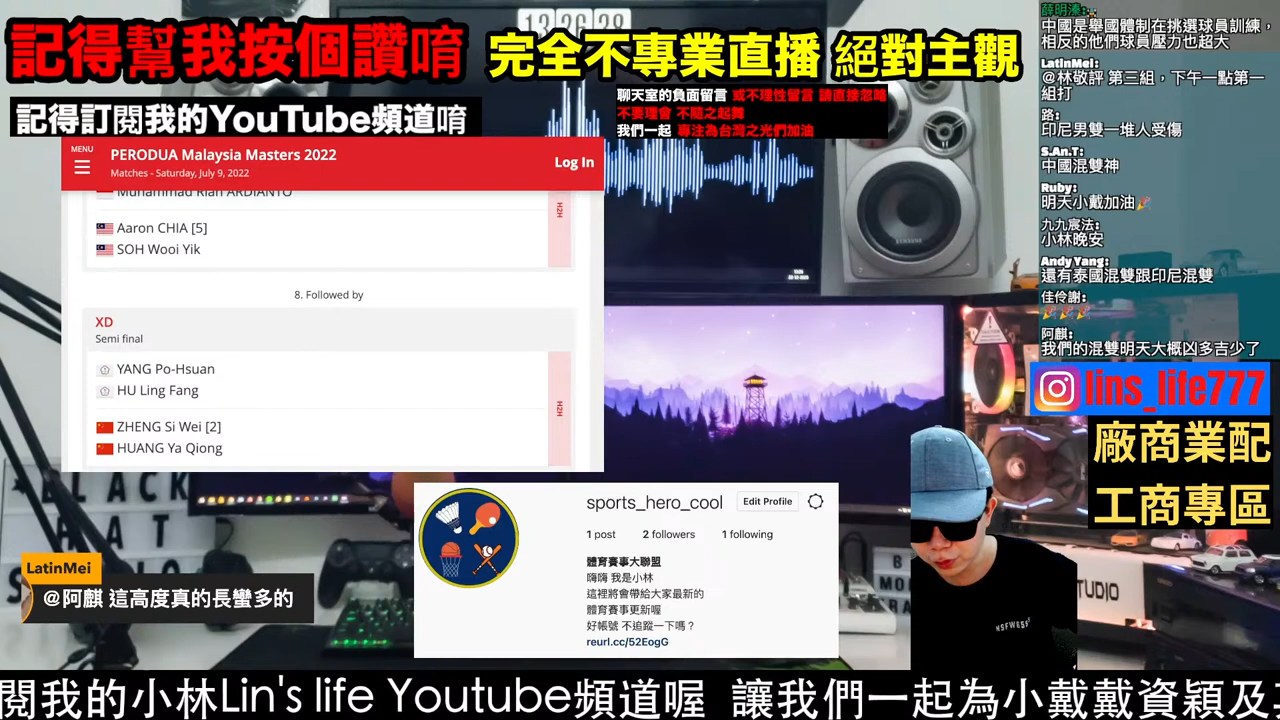 記得幫我按個讚唷
完全不專業直播 絕對主觀
記得訂閱我的YouTube頻道唷
聊天室的負面留言 或不理性留言 請直接忽略
不要理會 不隨之起舞
我們一起 專注為台灣之光們加油
MENU
PERODUA Malaysia Masters 2022
Matches - Saturday, July 9, 2022
Log In
Muhammad Rian ARDIANTO
Aaron CHIA [5]
SOH Wooi Yik
H2H
8. Followed by
XD
Semi final
YANG Po-Hsuan
HU Ling Fang
ZHENG Si Wei [2]
HUANG Ya Qiong
H2H
薛明溱:
中國是舉國體制在挑選球員訓練，
相反的他們球員壓力也超大
LatinMei:
@林敬評 第三組，下午一點第一
組打
路:
印尼男雙一堆人受傷
S.An.T:
中國混雙神
Ruby:
明天小戴加油🎉
九九宸法:
小林晚安
Andy Yang:
還有泰國混雙跟印尼混雙
佳伶謝:
🎉🎉🎉
阿麒:
我們的混雙明天大概凶多吉少了
lins_life777
廠商業配
工商專區
sports_hero_cool
Edit Profile
1 post 2 followers 1 following
體育賽事大聯盟
嗨嗨 我是小林
這裡將會帶給大家最新的
體育賽事更新喔
好帳號 不追蹤一下嗎？
reurl.cc/52EogG
LatinMei
@阿麒 這高度真的長蠻多的
BLACK
HAT
STUDIO
閱我的小林Lin's life Youtube頻道喔 讓我們一起為小戴戴資穎及